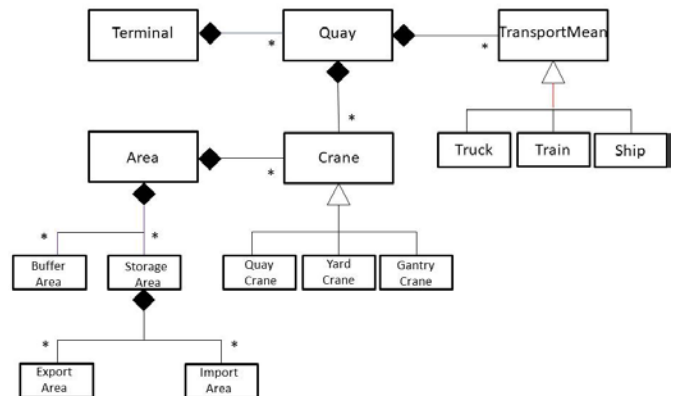 Terminal
Quay
TransportMean
*
*
*
Area
Crane
Truck
Train
Ship
*
*
*
Buffer
Area
Storage
Area
Quay
Crane
Yard
Crane
Gantry
Crane
*
*
Export
Area
Import
Area